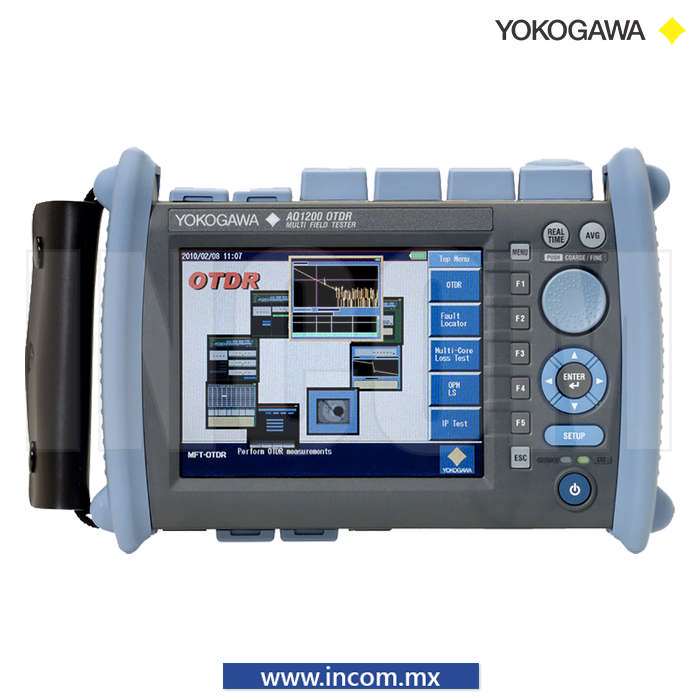 YOKOGAWA
YOKOGAWA AQ1200 OTDR
MULTI FIELD TESTER
REAL TIME
AVG
MENU
PUSH COARSE / FINE
2010/02/08 11:07
OTDR
Top Menu
OTDR
F1
Fault Locator
F2
Multi-Core Loss Test
F3
OPM LS
F4
IP Test
F5
ENTER
SETUP
ESC
MFT-OTDR
Perform OTDR measurements
YOKOGAWA
www.incom.mx